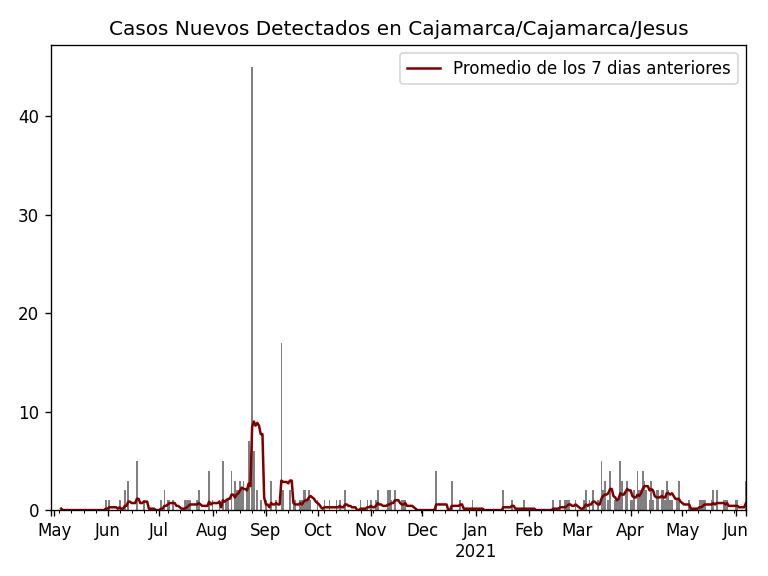 Casos Nuevos Detectados en Cajamarca/Cajamarca/Jesus
Promedio de los 7 dias anteriores
40
30
20
10
0
May Jun Jul Aug Sep Oct Nov Dec Jan Feb Mar Apr May Jun
2021